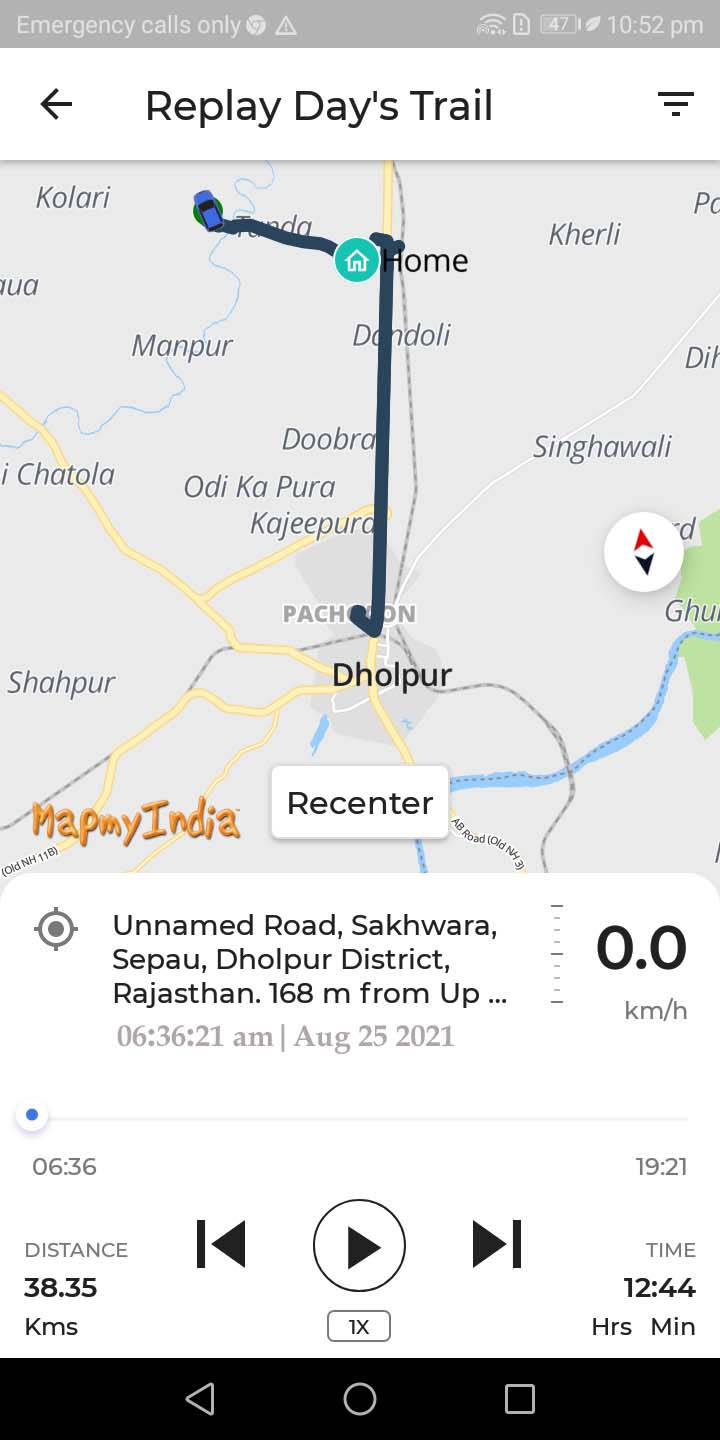 Emergency calls only
47
10:52 pm
Replay Day's Trail
Kolari
Tunda
Home
Kherli
Manpur
Dandoli
Doobra
Singhawali
i Chatola
Odi Ka Pura
Kajeepura
Shahpur
Dholpur
MapmyIndia
Recenter
(Old NH 11B)
AB Road (Old NH 3)
Unnamed Road, Sakhwara,
Sepau, Dholpur District,
Rajasthan. 168 m from Up ...
06:36:21 am | Aug 25 2021
0.0
km/h
06:36
19:21
DISTANCE
38.35
Kms
1X
TIME
12:44
Hrs Min